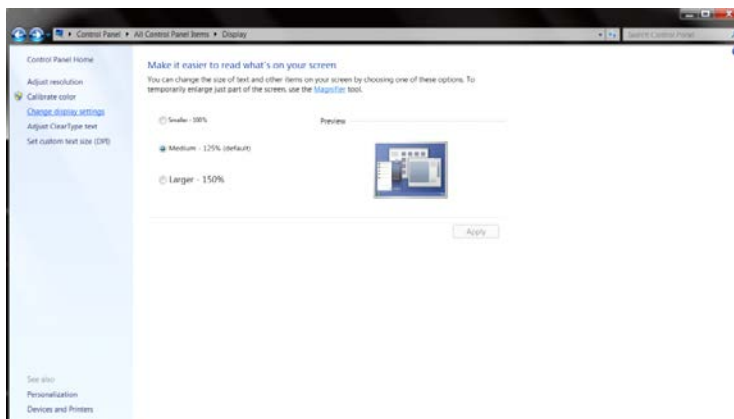 Control Panel ▸ All Control Panel Items ▸ Display
Search Control Panel
Control Panel Home
Adjust resolution
Calibrate color
Change display settings
Adjust ClearType text
Set custom text size (DPI)
Make it easier to read what's on your screen
You can change the size of text and other items on your screen by choosing one of these options. To
temporarily enlarge just part of the screen, use the Magnifier tool.
Smaller - 100%
Preview
Medium - 125% (default)
Larger - 150%
Apply
See also
Personalization
Devices and Printers